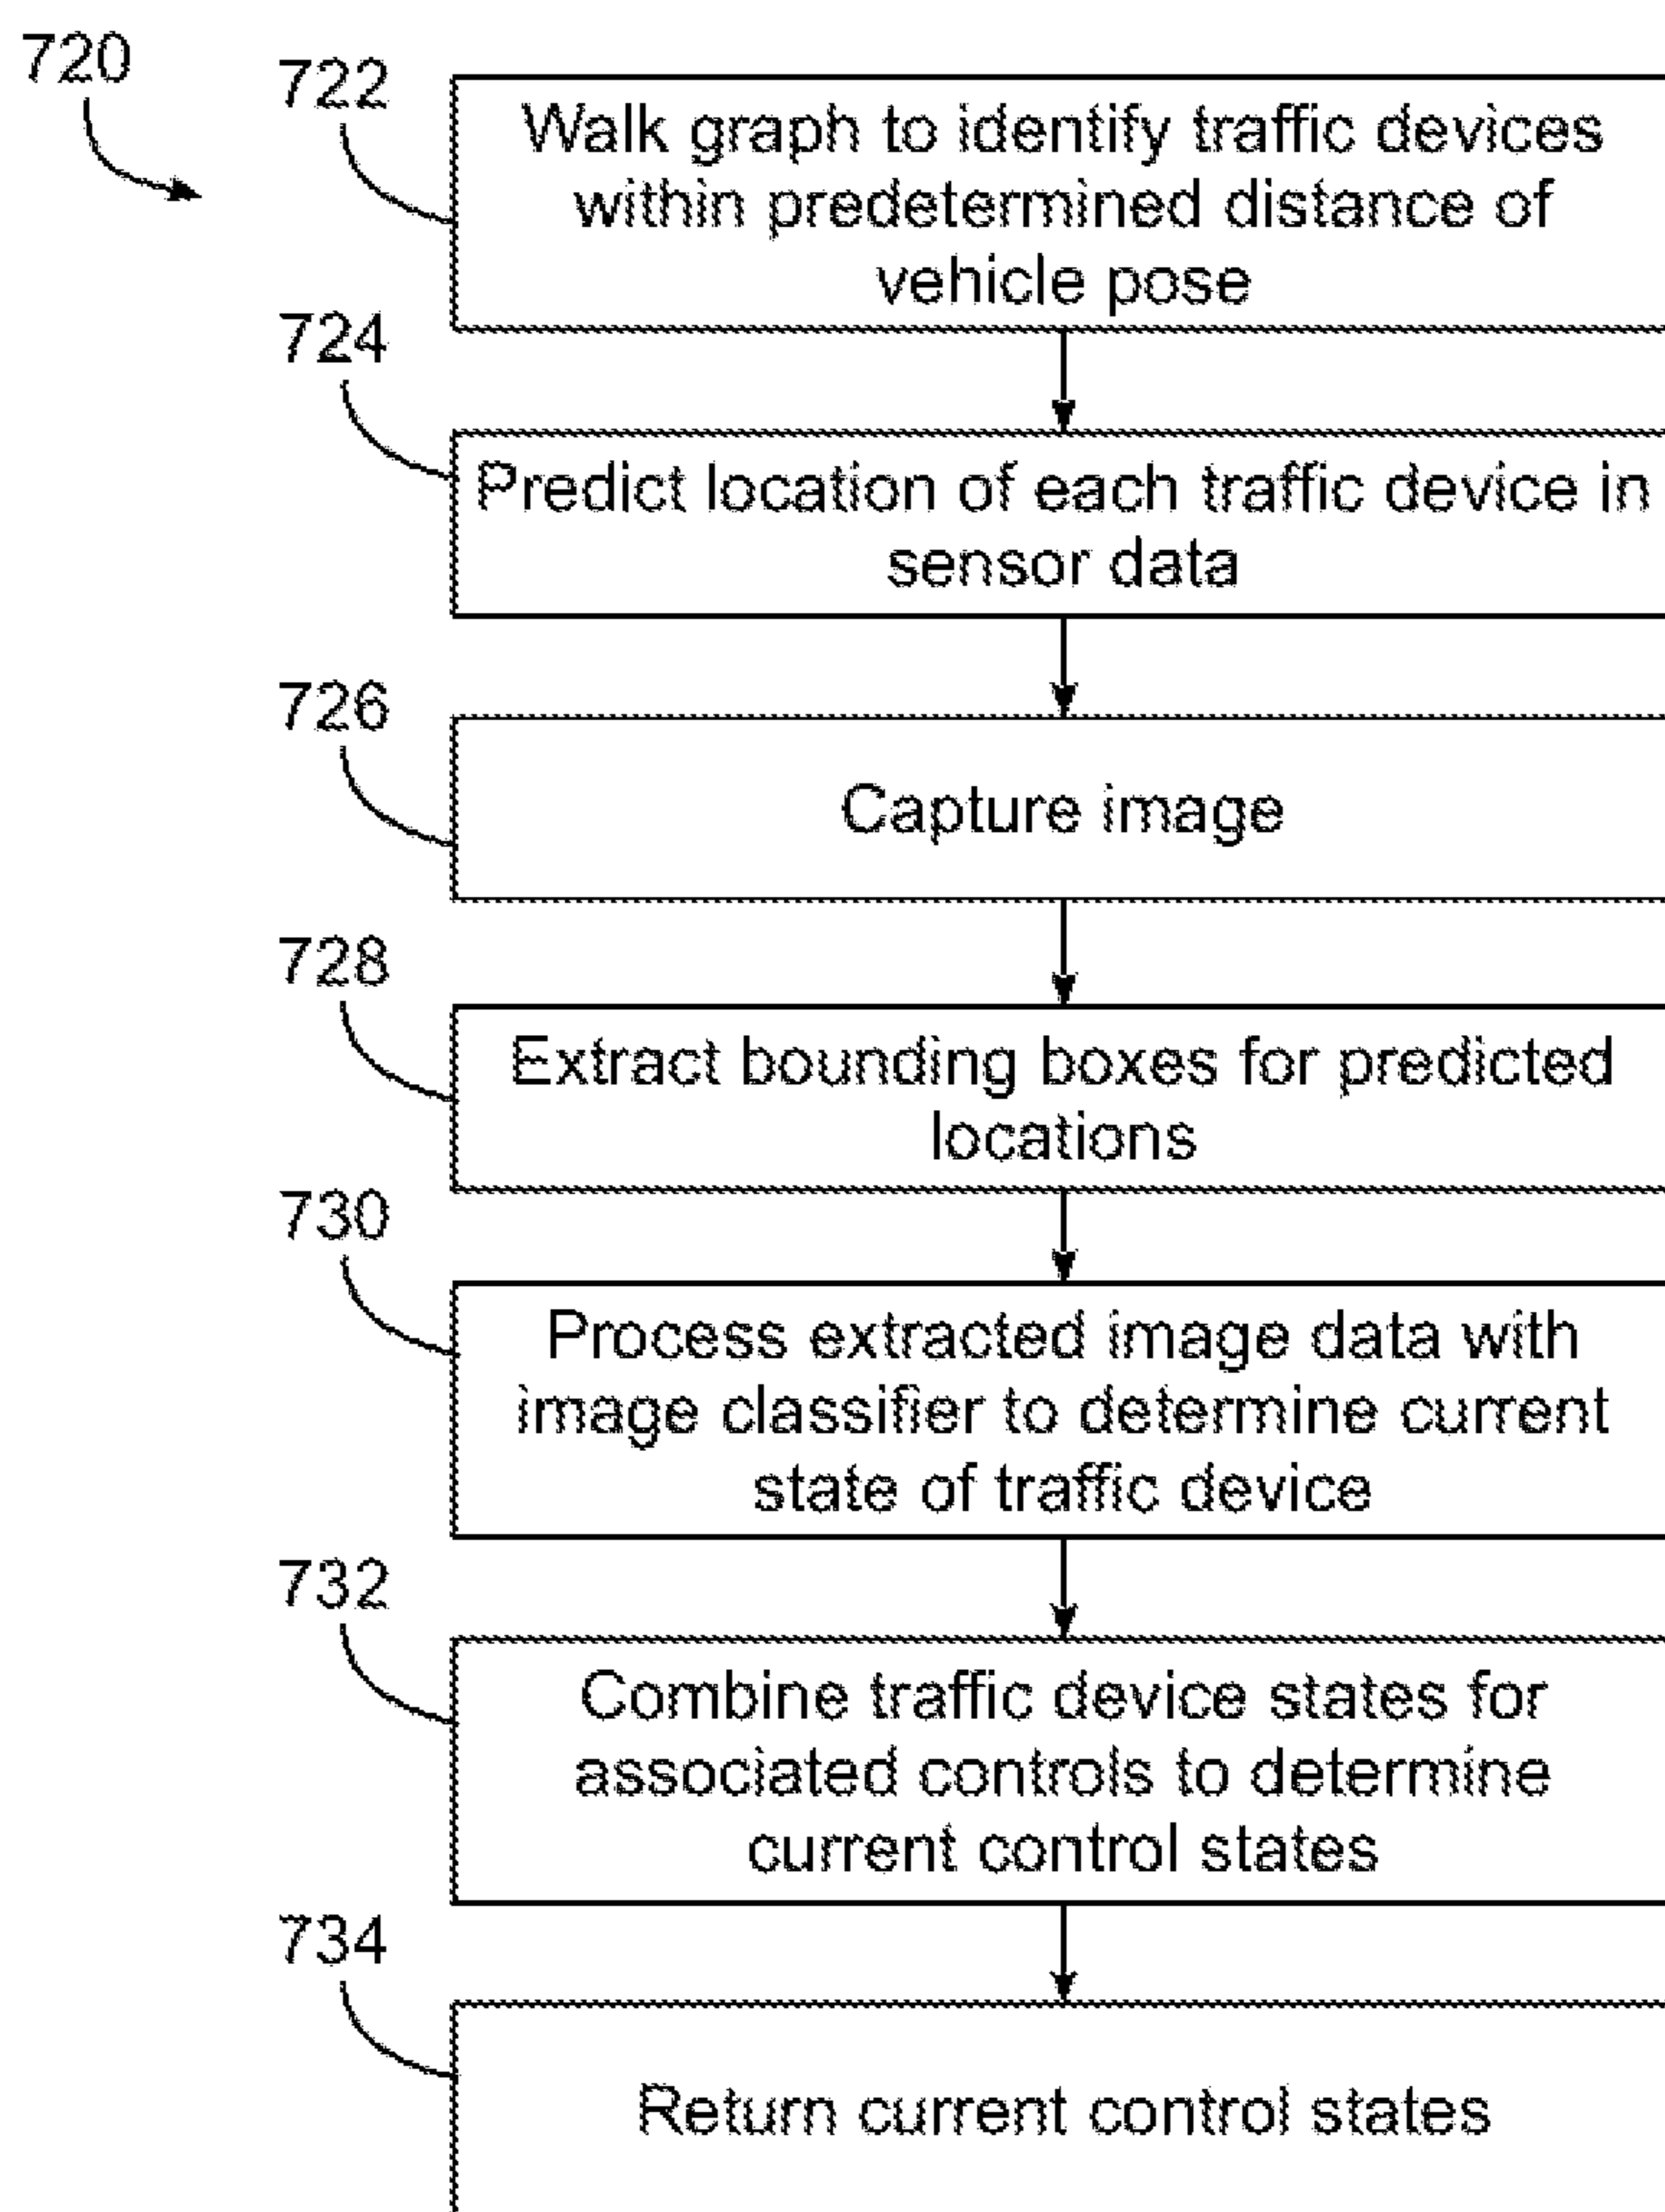 720
722
Walk graph to identify traffic devices
within predetermined distance of
vehicle pose
724
Predict location of each traffic device in
sensor data
726
Capture image
728
Extract bounding boxes for predicted
locations
730
Process extracted image data with
image classifier to determine current
state of traffic device
732
Combine traffic device states for
associated controls to determine
current control states
734
Return current control states